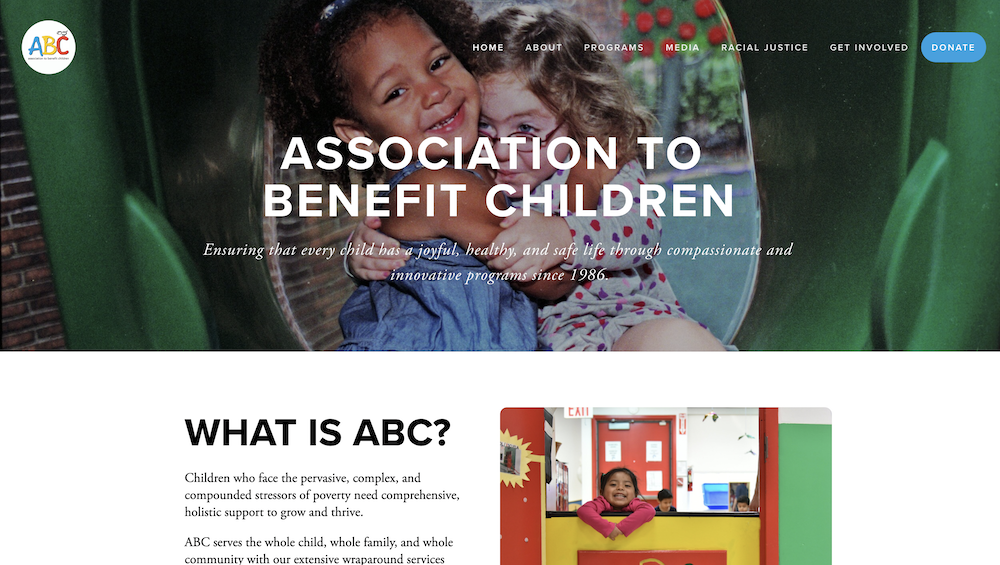 ABC
association to benefit children
HOME ABOUT PROGRAMS MEDIA RACIAL JUSTICE GET INVOLVED DONATE
ASSOCIATION TO
BENEFIT CHILDREN
Ensuring that every child has a joyful, healthy, and safe life through compassionate and
innovative programs since 1986.
WHAT IS ABC?
Children who face the pervasive, complex, and
compounded stressors of poverty need comprehensive,
holistic support to grow and thrive.
ABC serves the whole child, whole family, and whole
community with our extensive wraparound services
EXIT